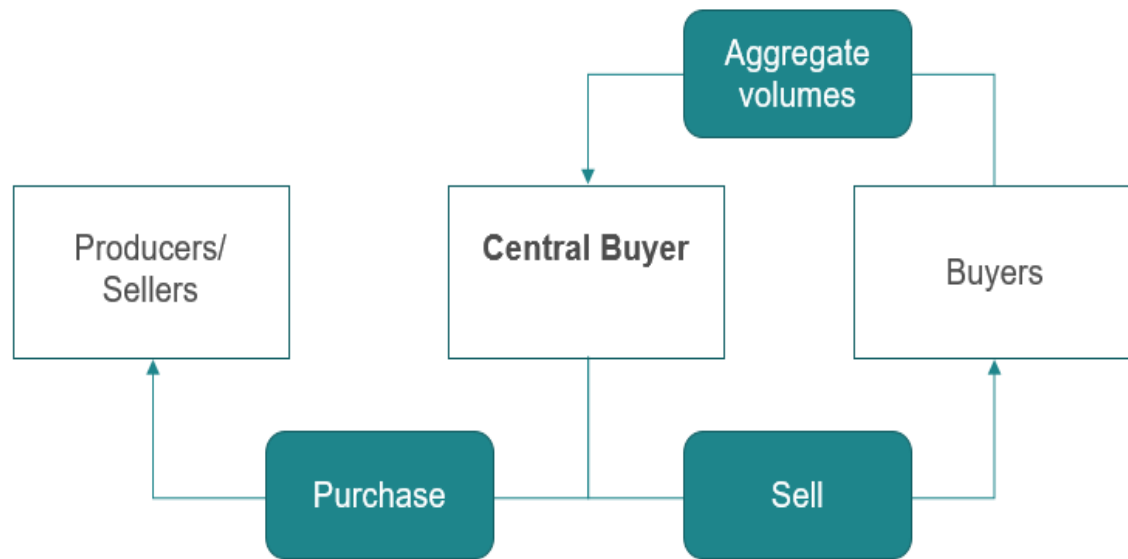 Aggregate
volumes
Producers/
Sellers
Central Buyer
Buyers
Purchase
Sell